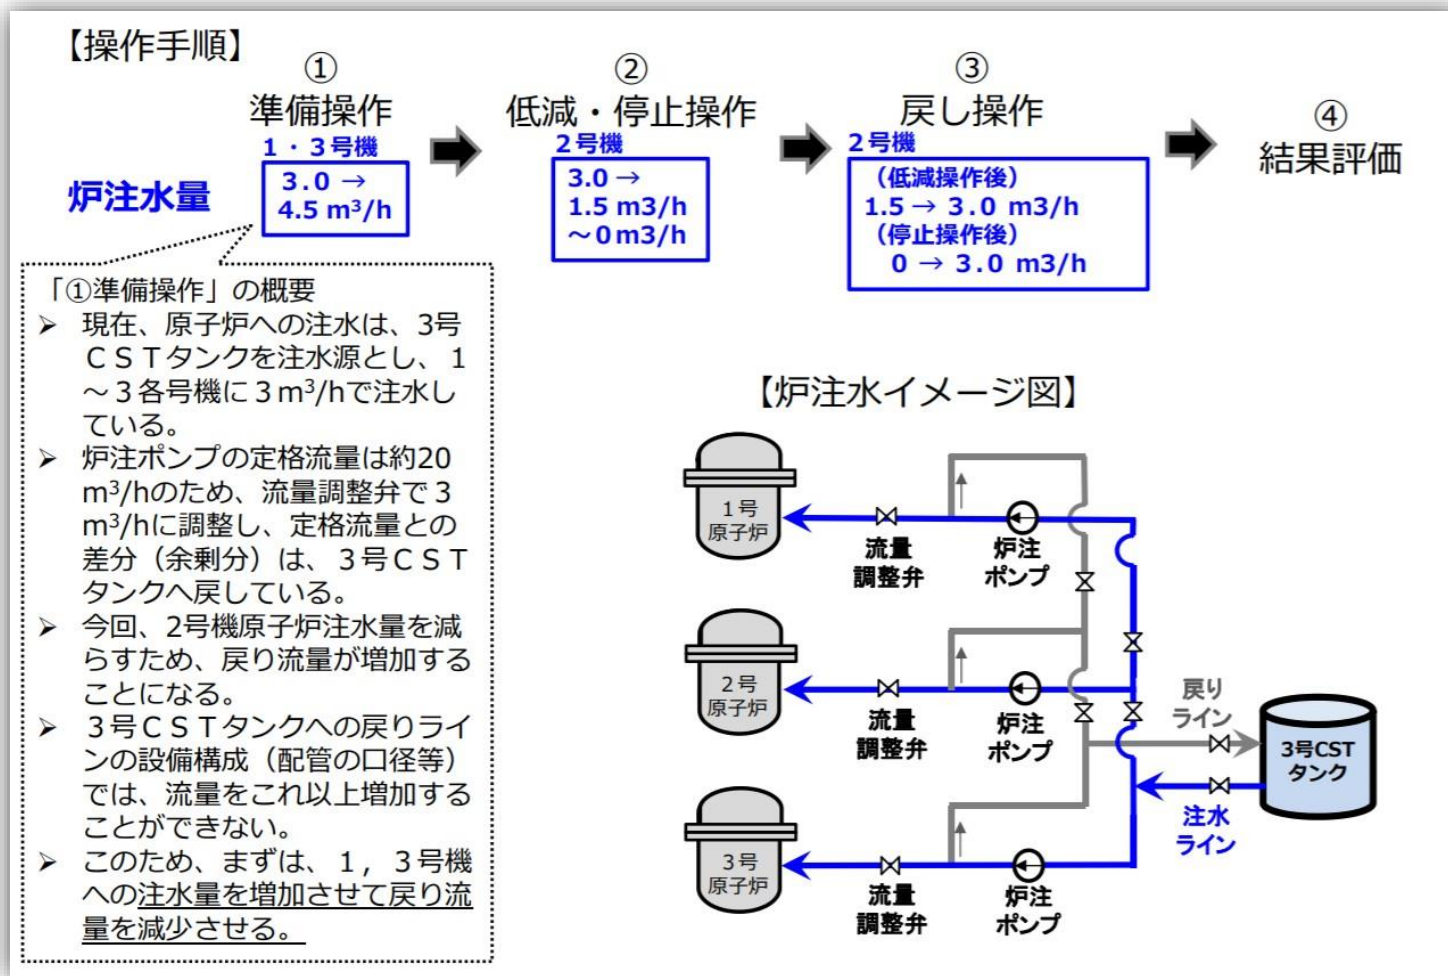 【操作手順】
①
準備操作
1・3号機
3.0 →
4.5 m³/h
炉注水量
②
低減・停止操作
2号機
3.0 →
1.5 m3/h
～0m3/h
③
戻し操作
2号機
（低減操作後）
1.5 → 3.0 m3/h
（停止操作後）
0 → 3.0 m3/h
④
結果評価
「①準備操作」の概要
➢ 現在、原子炉への注水は、3号
ＣＳＴタンクを注水源とし、１
～３各号機に３m³/hで注水し
ている。
➢ 炉注ポンプの定格流量は約20
m³/hのため、流量調整弁で３
m³/hに調整し、定格流量との
差分（余剰分）は、３号ＣＳＴ
タンクへ戻している。
➢ 今回、2号機原子炉注水量を減
らすため、戻り流量が増加する
ことになる。
➢ ３号ＣＳＴタンクへの戻りライ
ンの設備構成（配管の口径等）
では、流量をこれ以上増加する
ことができない。
➢ このため、まずは、１，３号機
への注水量を増加させて戻り流
量を減少させる。
【炉注水イメージ図】
１号
原子炉
流量
調整弁
炉注
ポンプ
２号
原子炉
流量
調整弁
炉注
ポンプ
戻り
ライン
3号CST
タンク
注水
ライン
３号
原子炉
流量
調整弁
炉注
ポンプ